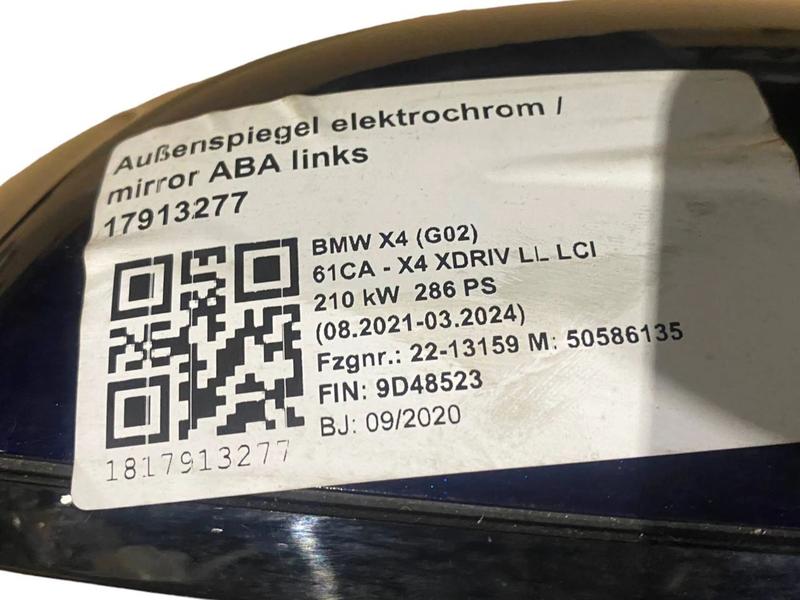 Außenspiegel elektrochrom /
mirror ABA links
17913277
BMW X4 (G02)
61CA - X4 XDRIV LL LCI
210 kW 286 PS
(08.2021-03.2024)
Fzgnr.: 22-13159 M: 50586135
FIN: 9D48523
BJ: 09/2020
1817913277